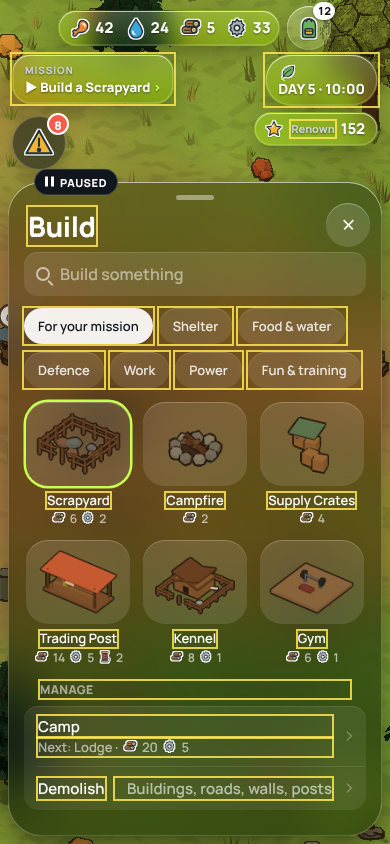 42 24 5 33 12
MISSION
▶ Build a Scrapyard ›
DAY 5 · 10:00
Renown 152
8
PAUSED
Build
Build something
For your mission Shelter Food & water
Defence Work Power Fun & training
Scrapyard Campfire Supply Crates
6 2 2 4
Trading Post Kennel Gym
14 5 2 8 1 6 1
MANAGE
Camp
Next: Lodge · 20 5
Demolish Buildings, roads, walls, posts